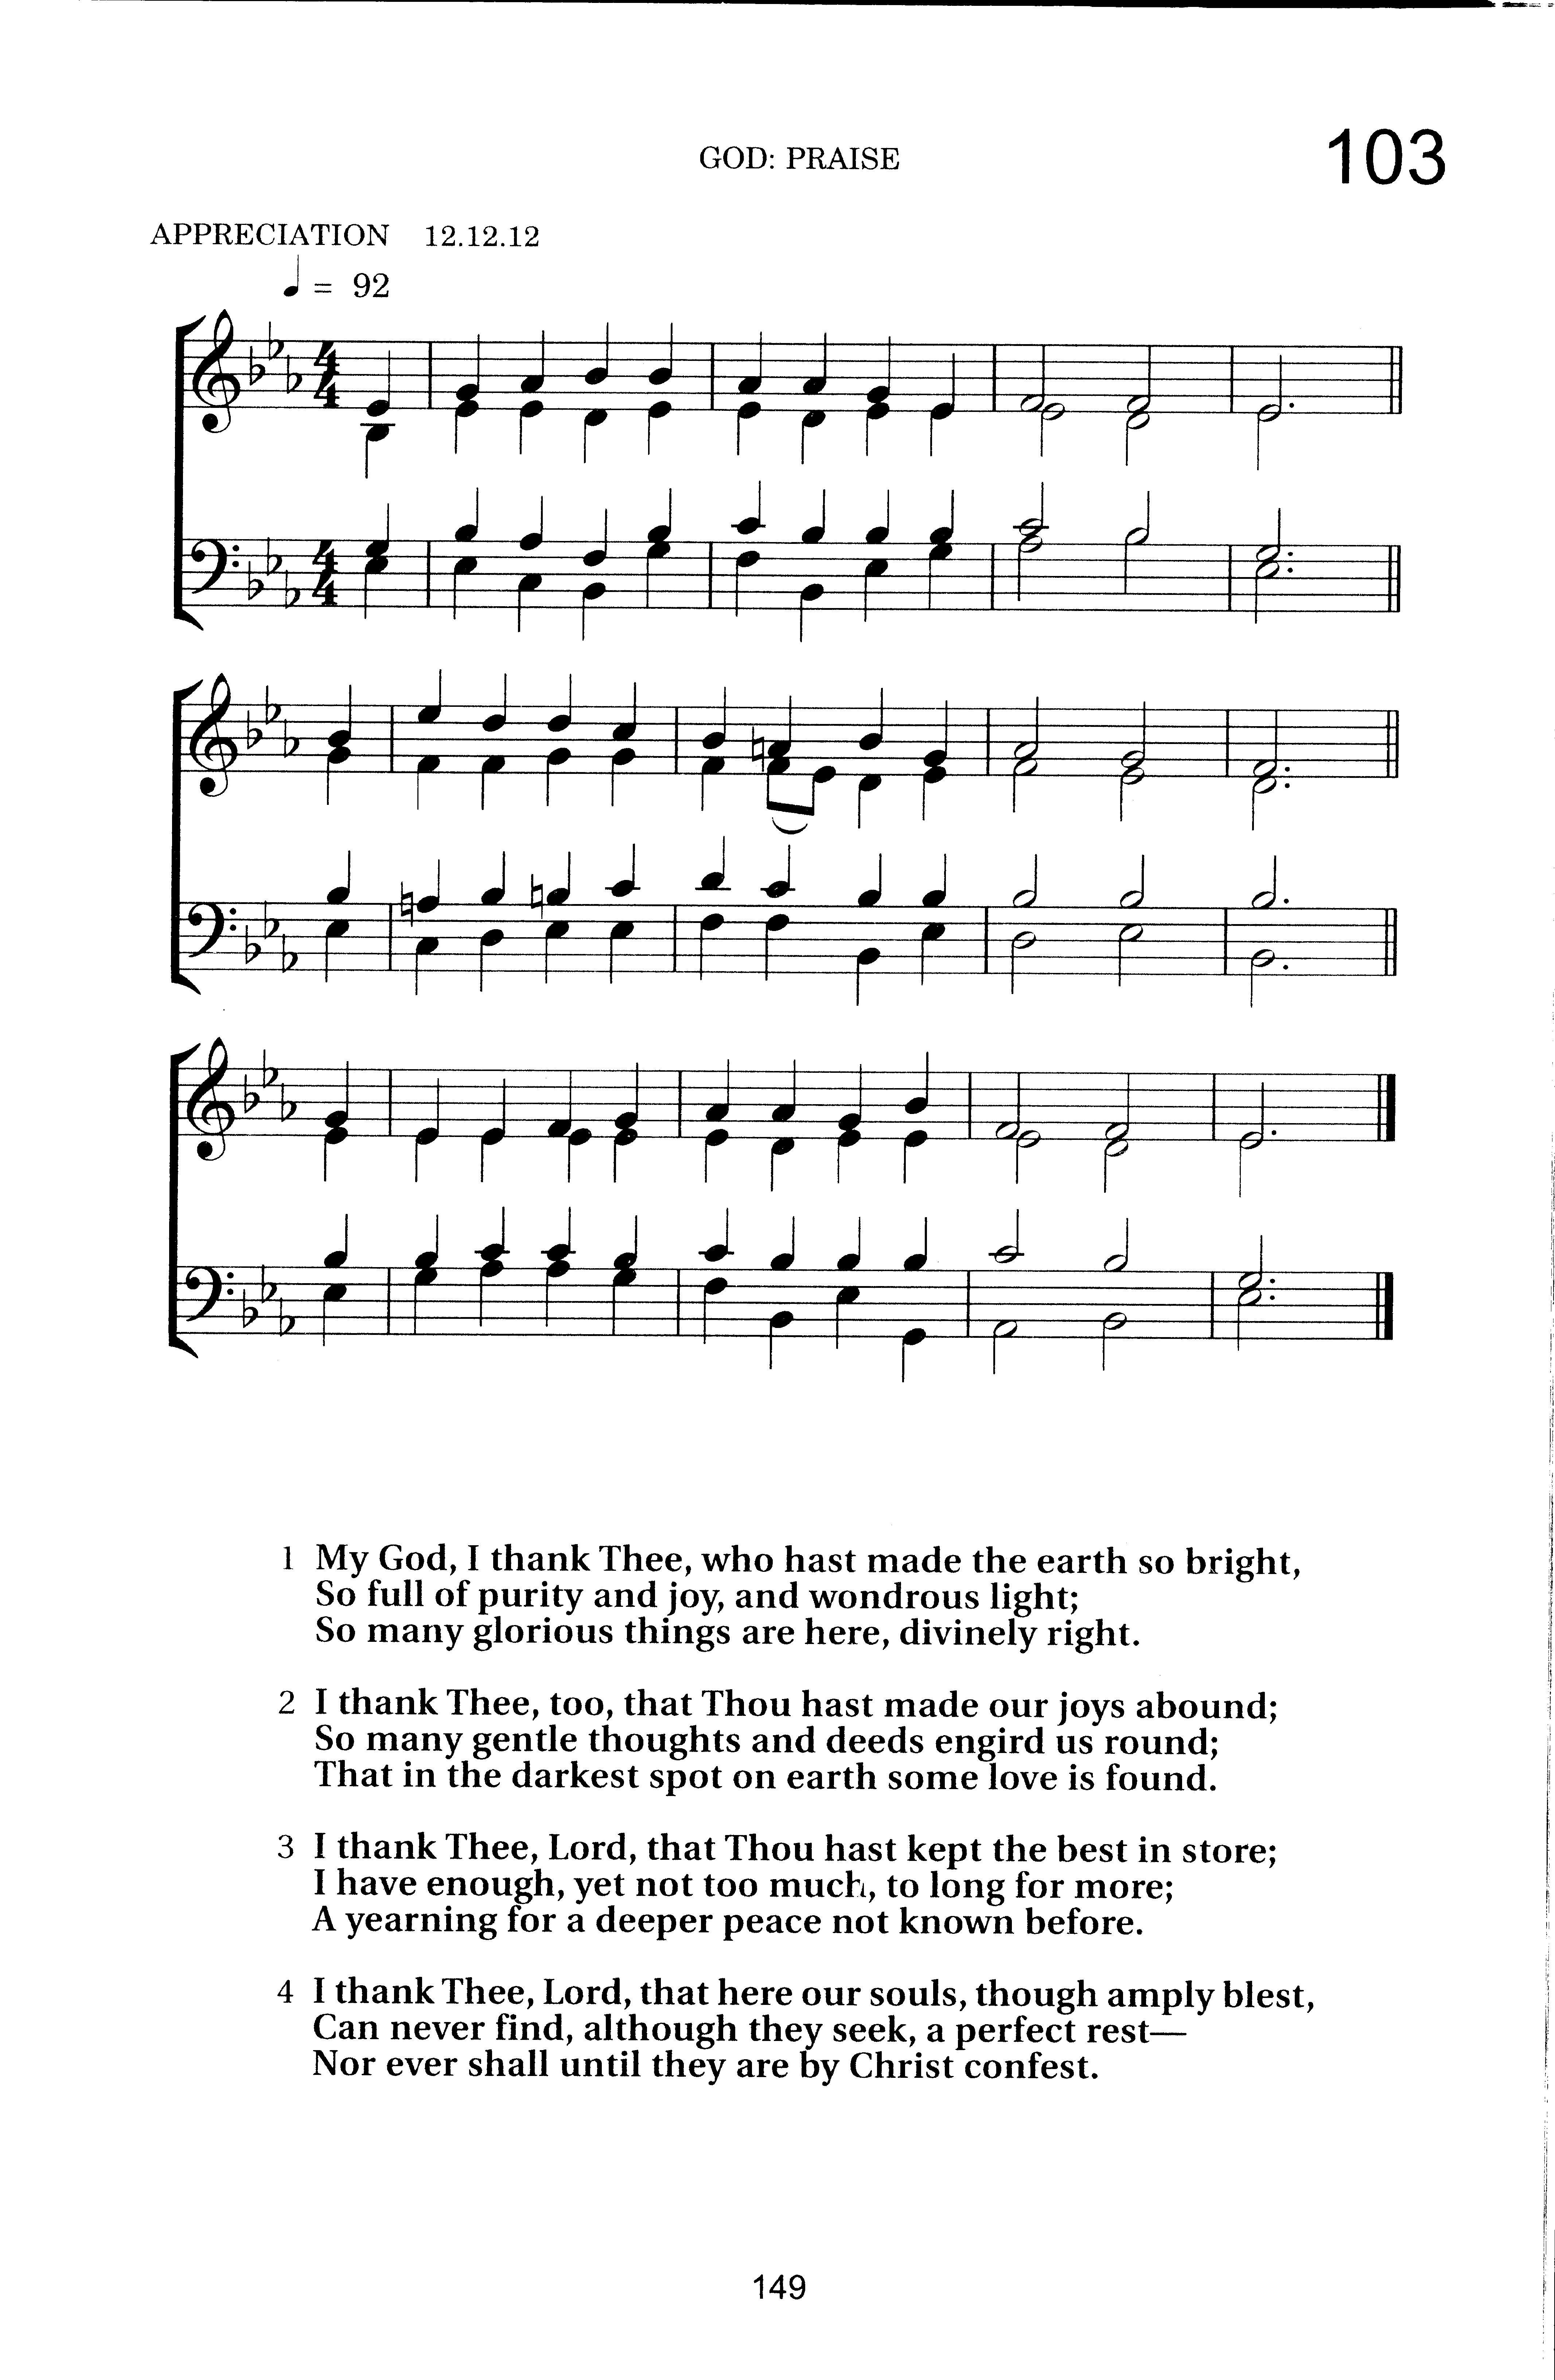 GOD: PRAISE
103
APPRECIATION 12.12.12
♩ = 92
1 My God, I thank Thee, who hast made the earth so bright,
So full of purity and joy, and wondrous light;
So many glorious things are here, divinely right.
2 I thank Thee, too, that Thou hast made our joys abound;
So many gentle thoughts and deeds engird us round;
That in the darkest spot on earth some love is found.
3 I thank Thee, Lord, that Thou hast kept the best in store;
I have enough, yet not too much, to long for more;
A yearning for a deeper peace not known before.
4 I thank Thee, Lord, that here our souls, though amply blest,
Can never find, although they seek, a perfect rest—
Nor ever shall until they are by Christ confest.
149